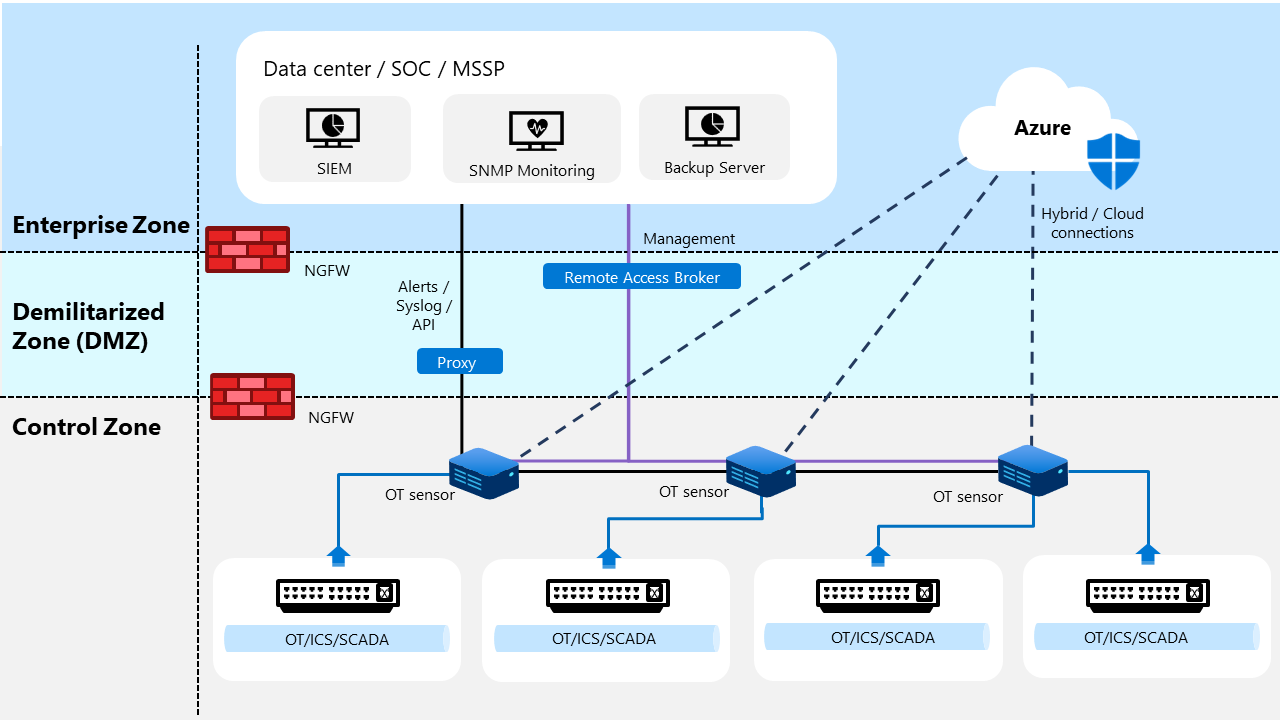 Data center / SOC / MSSP
SIEM
SNMP Monitoring
Backup Server
Azure
Hybrid / Cloud
connections
Enterprise Zone
NGFW
Management
Remote Access Broker
Alerts /
Syslog /
API
Demilitarized
Zone (DMZ)
Proxy
NGFW
Control Zone
OT sensor
OT sensor
OT sensor
OT/ICS/SCADA
OT/ICS/SCADA
OT/ICS/SCADA
OT/ICS/SCADA